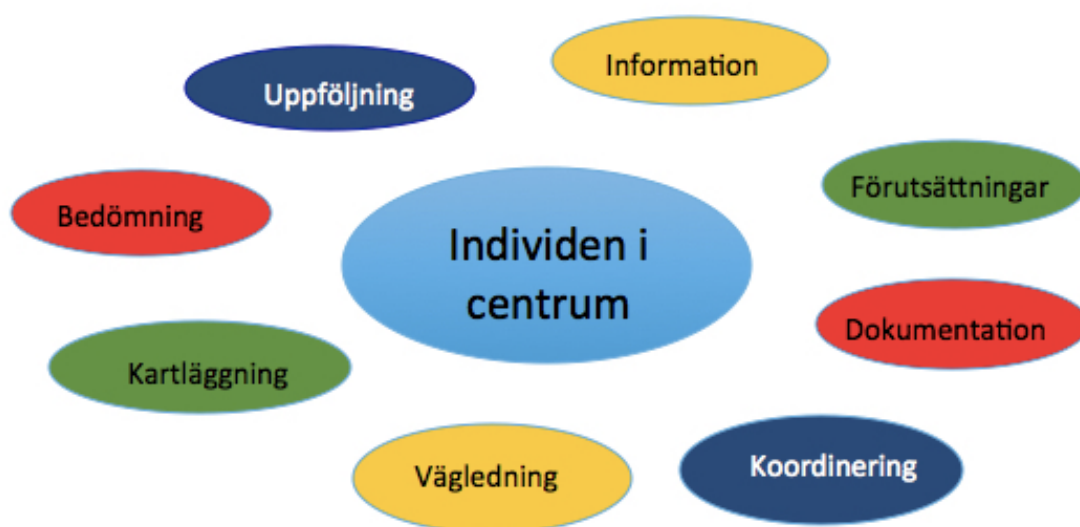 Information
Uppföljning
Förutsättningar
Bedömning
Individen i
centrum
Dokumentation
Kartläggning
Koordinering
Vägledning